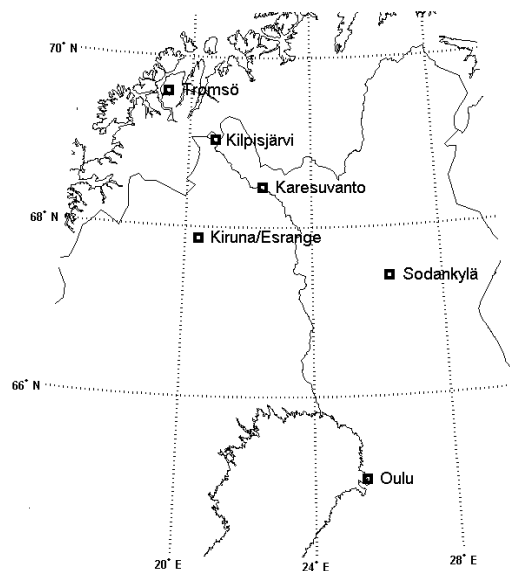 70° N
Tromsö
Kilpisjärvi
Karesuvanto
68° N
Kiruna/Esrange
Sodankylä
66° N
Oulu
20° E
24° E
28° E